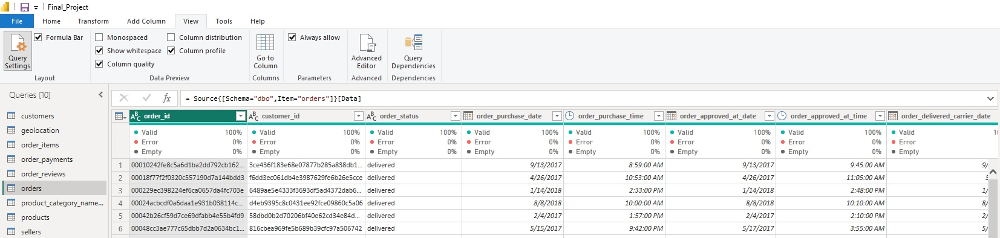 Final_Project
File Home Transform Add Column View Tools Help
Query Settings
Formula Bar
Layout
Monospaced Column distribution
Show whitespace Column profile
Column quality
Data Preview
Go to Column
Columns
Always allow
Parameters
Advanced Editor
Advanced
Query Dependencies
Dependencies
Queries [10]
customers
geolocation
order_items
order_payments
order_reviews
orders
product_category_name...
products
sellers
fx = Source{[Schema="dbo",Item="orders"]}[Data]
ABC order_id ABC customer_id ABC order_status order_purchase_date order_purchase_time order_approved_at_date order_approved_at_time order_delivered_carrier_date
Valid 100% Valid 100% Valid 100% Valid 100% Valid 100% Valid 100% Valid 100% Valid
Error 0% Error 0% Error 0% Error 0% Error 0% Error 0% Error 0% Error
Empty 0% Empty 0% Empty 0% Empty 0% Empty 0% Empty 0% Empty 0% Empty
1 00010242fe8c5a6d1ba2dd792cb162... 3ce436f183e68e07877b285a838db1... delivered 9/13/2017 8:59:00 AM 9/13/2017 9:45:00 AM 9/
2 00018f77f2f0320c557190d7a144bdd3 f6dd3ec061db4e3987629fe6b26e5cce delivered 4/26/2017 10:53:00 AM 4/26/2017 11:05:00 AM
3 000229ec398224ef6ca0657da4fc703e 6489ae5e4333f3693df5ad4372dab6... delivered 1/14/2018 2:33:00 PM 1/14/2018 2:48:00 PM 1/
4 00024acbcdf0a6daa1e931b038114c... d4eb9395c8c0431ee92fce09860c5a06 delivered 8/8/2018 10:00:00 AM 8/8/2018 10:10:00 AM 8/
5 00042b26cf59d7ce69dfabb4e55b4fd9 58dbd0b2d70206bf40e62cd34e84d... delivered 2/4/2017 1:57:00 PM 2/4/2017 2:10:00 PM 2/
6 00048cc3ae777c65dbb7d2a0634bc1... 816cbea969fe5b689b39cfc97a506742 delivered 5/15/2017 9:42:00 PM 5/17/2017 3:55:00 AM 5/